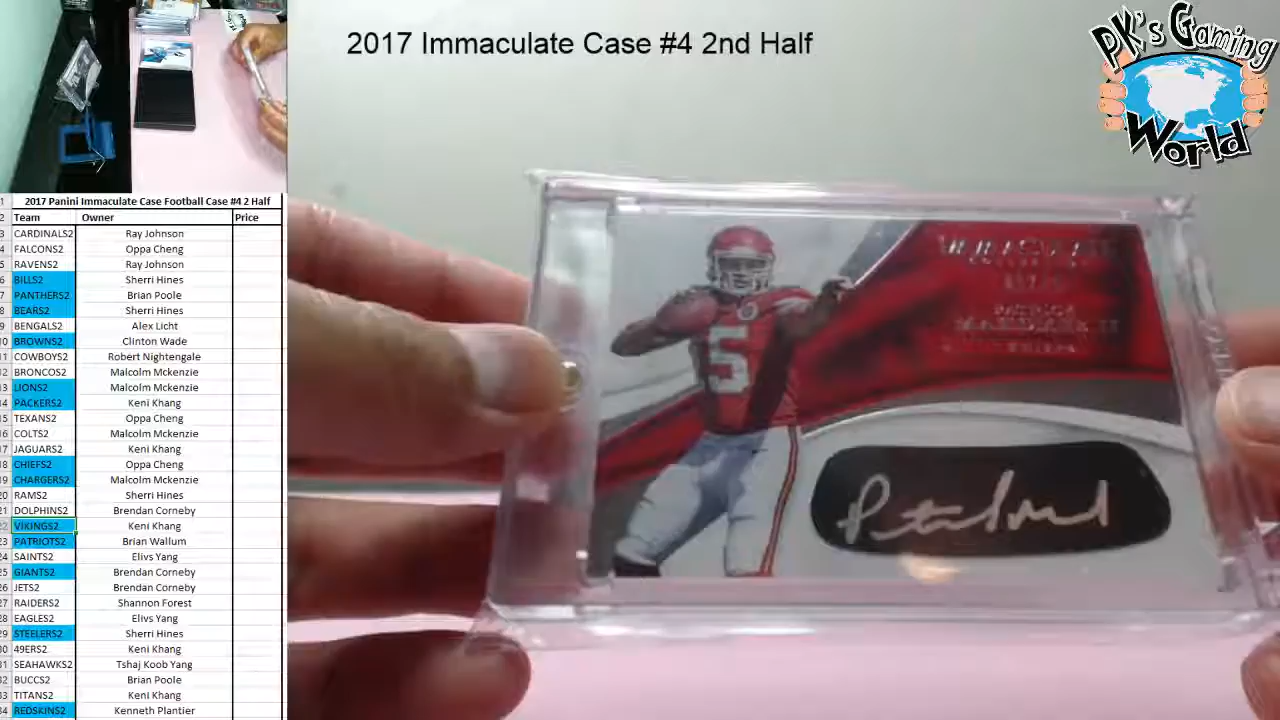 2017 Immaculate Case #4 2nd Half
PK's Gaming
World
2017 Panini Immaculate Case Football Case #4 2 Half
Team Owner Price
CARDINALS2 Ray Johnson
FALCONS2 Oppa Cheng
RAVENS2 Ray Johnson
BILLS2 Sherri Hines
PANTHERS2 Brian Poole
BEARS2 Sherri Hines
BENGALS2 Alex Licht
BROWNS2 Clinton Wade
COWBOYS2 Robert Nightengale
BRONCOS2 Malcolm Mckenzie
LIONS2 Malcolm Mckenzie
PACKERS2 Keni Khang
TEXANS2 Oppa Cheng
COLTS2 Malcolm Mckenzie
JAGUARS2 Keni Khang
CHIEFS2 Oppa Cheng
CHARGERS2 Malcolm Mckenzie
RAMS2 Sherri Hines
DOLPHINS2 Brendan Corneby
VIKINGS2 Keni Khang
PATRIOTS2 Brian Wallum
SAINTS2 Elivs Yang
GIANTS2 Brendan Corneby
JETS2 Brendan Corneby
RAIDERS2 Shannon Forest
EAGLES2 Elivs Yang
STEELERS2 Sherri Hines
49ERS2 Keni Khang
SEAHAWKS2 Tshaj Koob Yang
BUCCS2 Brian Poole
TITANS2 Keni Khang
REDSKINS2 Kenneth Plantier
5